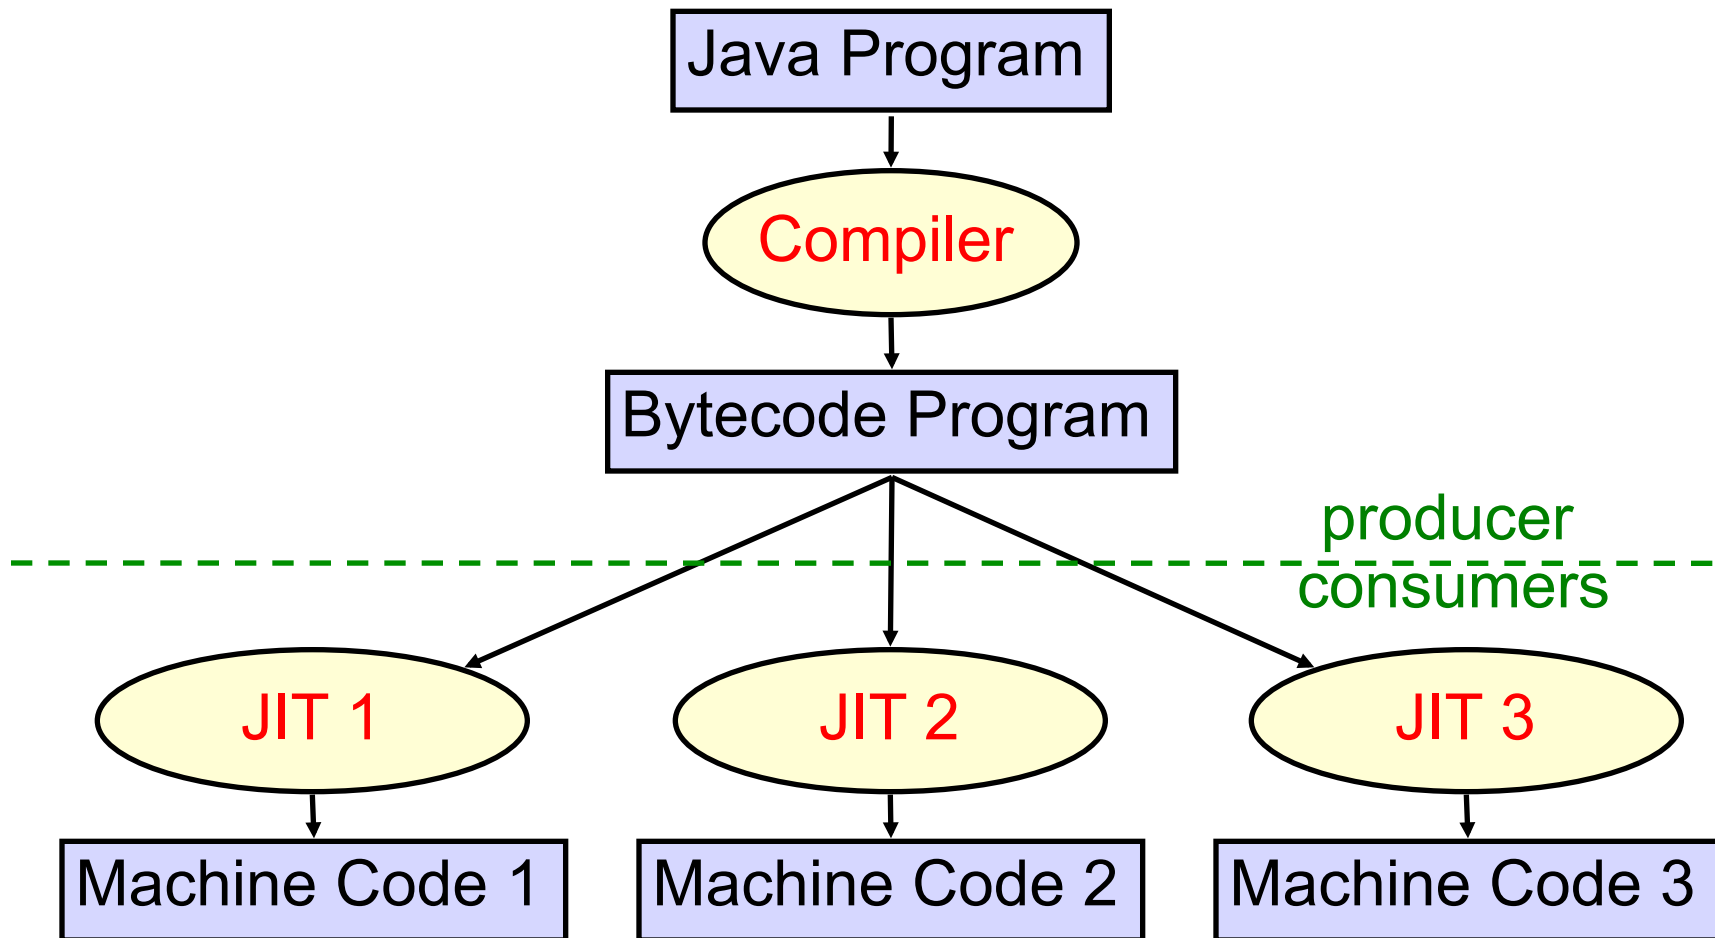 Java Program
Compiler
Bytecode Program
producer
consumers
JIT 1
JIT 2
JIT 3
Machine Code 1
Machine Code 2
Machine Code 3